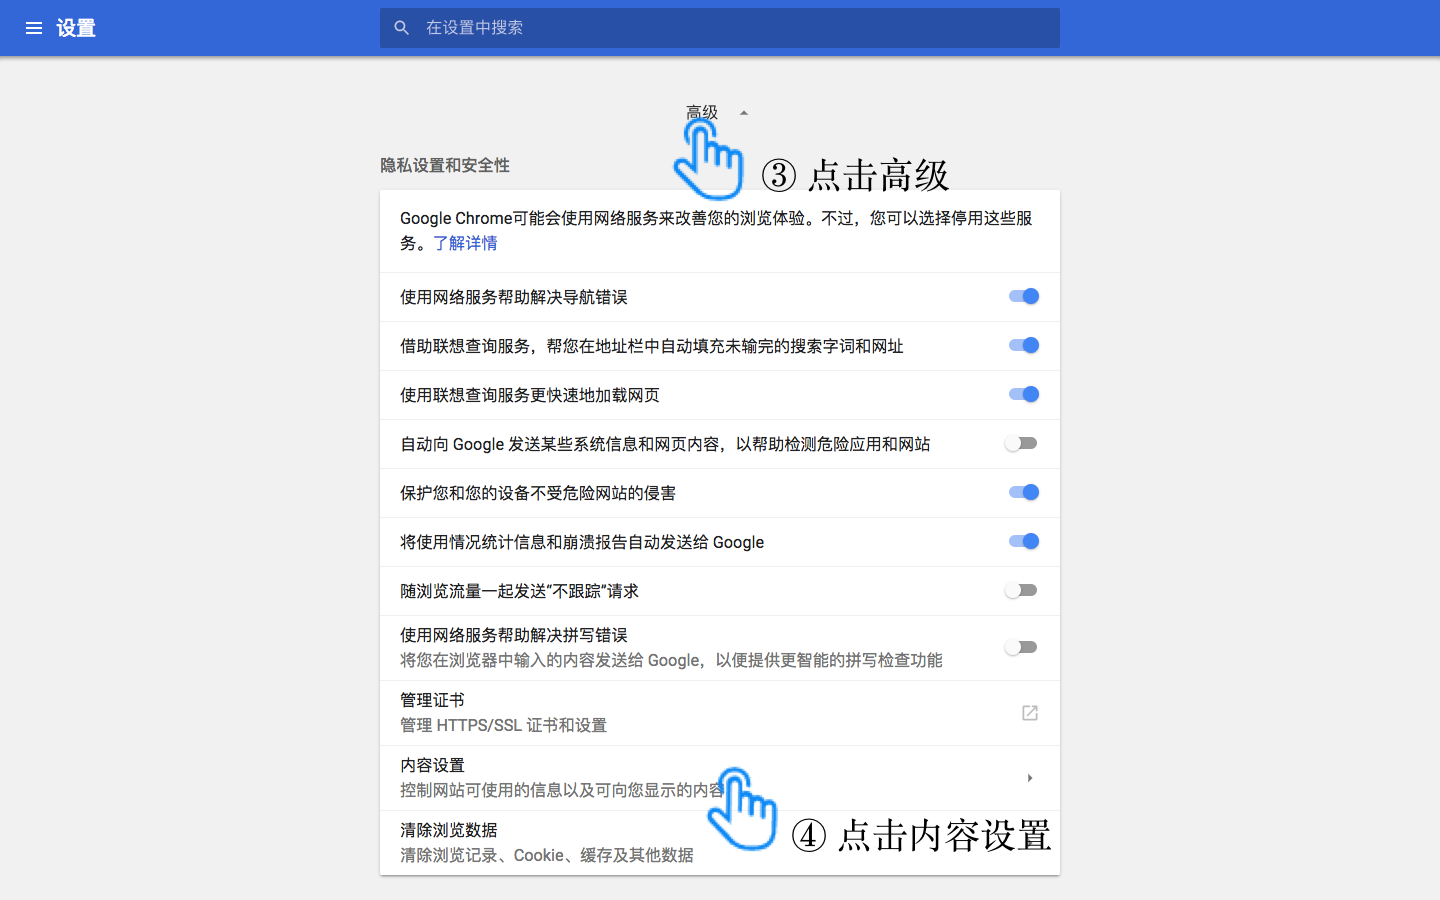 设置
在设置中搜索
高级
③ 点击高级
隐私设置和安全性
Google Chrome可能会使用网络服务来改善您的浏览体验。不过，您可以选择停用这些服
务。了解详情
使用网络服务帮助解决导航错误
借助联想查询服务，帮您在地址栏中自动填充未输完的搜索字词和网址
使用联想查询服务更快速地加载网页
自动向 Google 发送某些系统信息和网页内容，以帮助检测危险应用和网站
保护您和您的设备不受危险网站的侵害
将使用情况统计信息和崩溃报告自动发送给 Google
随浏览流量一起发送“不跟踪”请求
使用网络服务帮助解决拼写错误
将您在浏览器中输入的内容发送给 Google，以便提供更智能的拼写检查功能
管理证书
管理 HTTPS/SSL 证书和设置
内容设置
控制网站可使用的信息以及可向您显示的内容
④ 点击内容设置
清除浏览数据
清除浏览记录、Cookie、缓存及其他数据